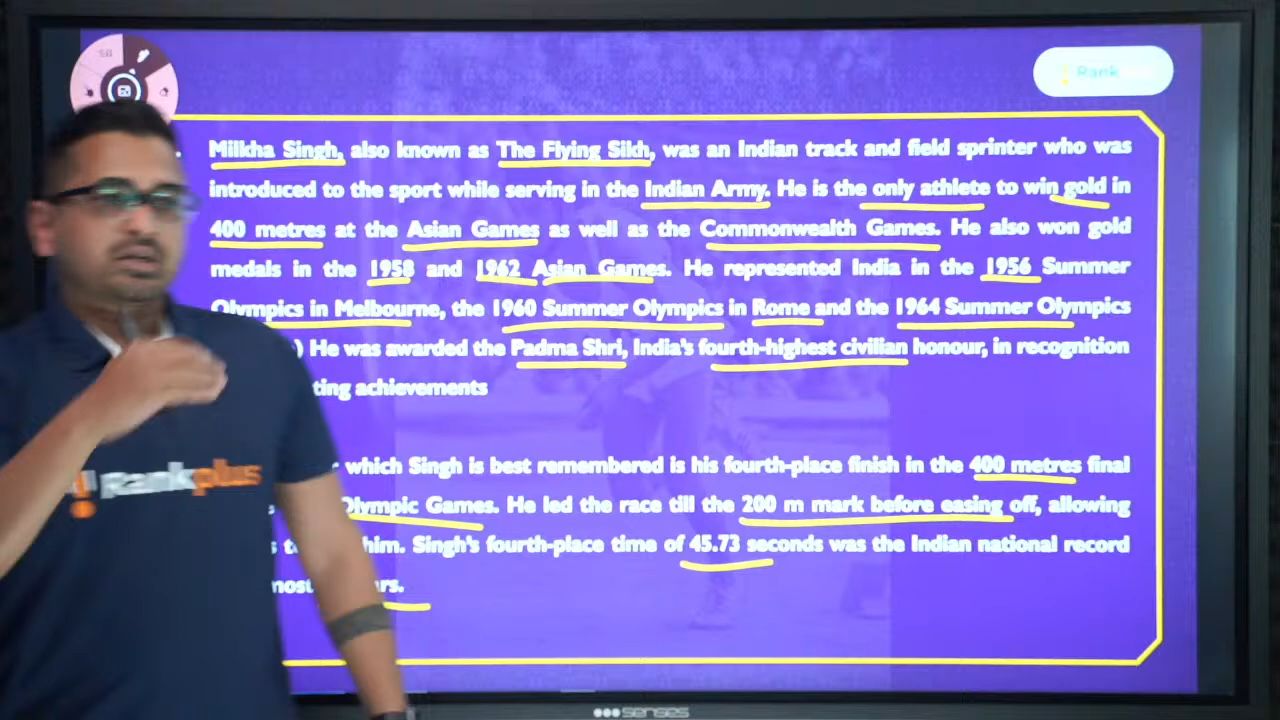 58
Rank
Milkha Singh, also known as The Flying Sikh, was an Indian track and field sprinter who was
introduced to the sport while serving in the Indian Army. He is the only athlete to win gold in
400 metres at the Asian Games as well as the Commonwealth Games. He also won gold
medals in the 1958 and 1962 Asian Games. He represented India in the 1956 Summer
Olympics in Melbourne, the 1960 Summer Olympics in Rome and the 1964 Summer Olympics
) He was awarded the Padma Shri, India's fourth-highest civilian honour, in recognition
ting achievements
which Singh is best remembered is his fourth-place finish in the 400 metres final
Olympic Games. He led the race till the 200 m mark before easing off, allowing
him. Singh's fourth-place time of 45.73 seconds was the Indian national record
Rankplus
senses